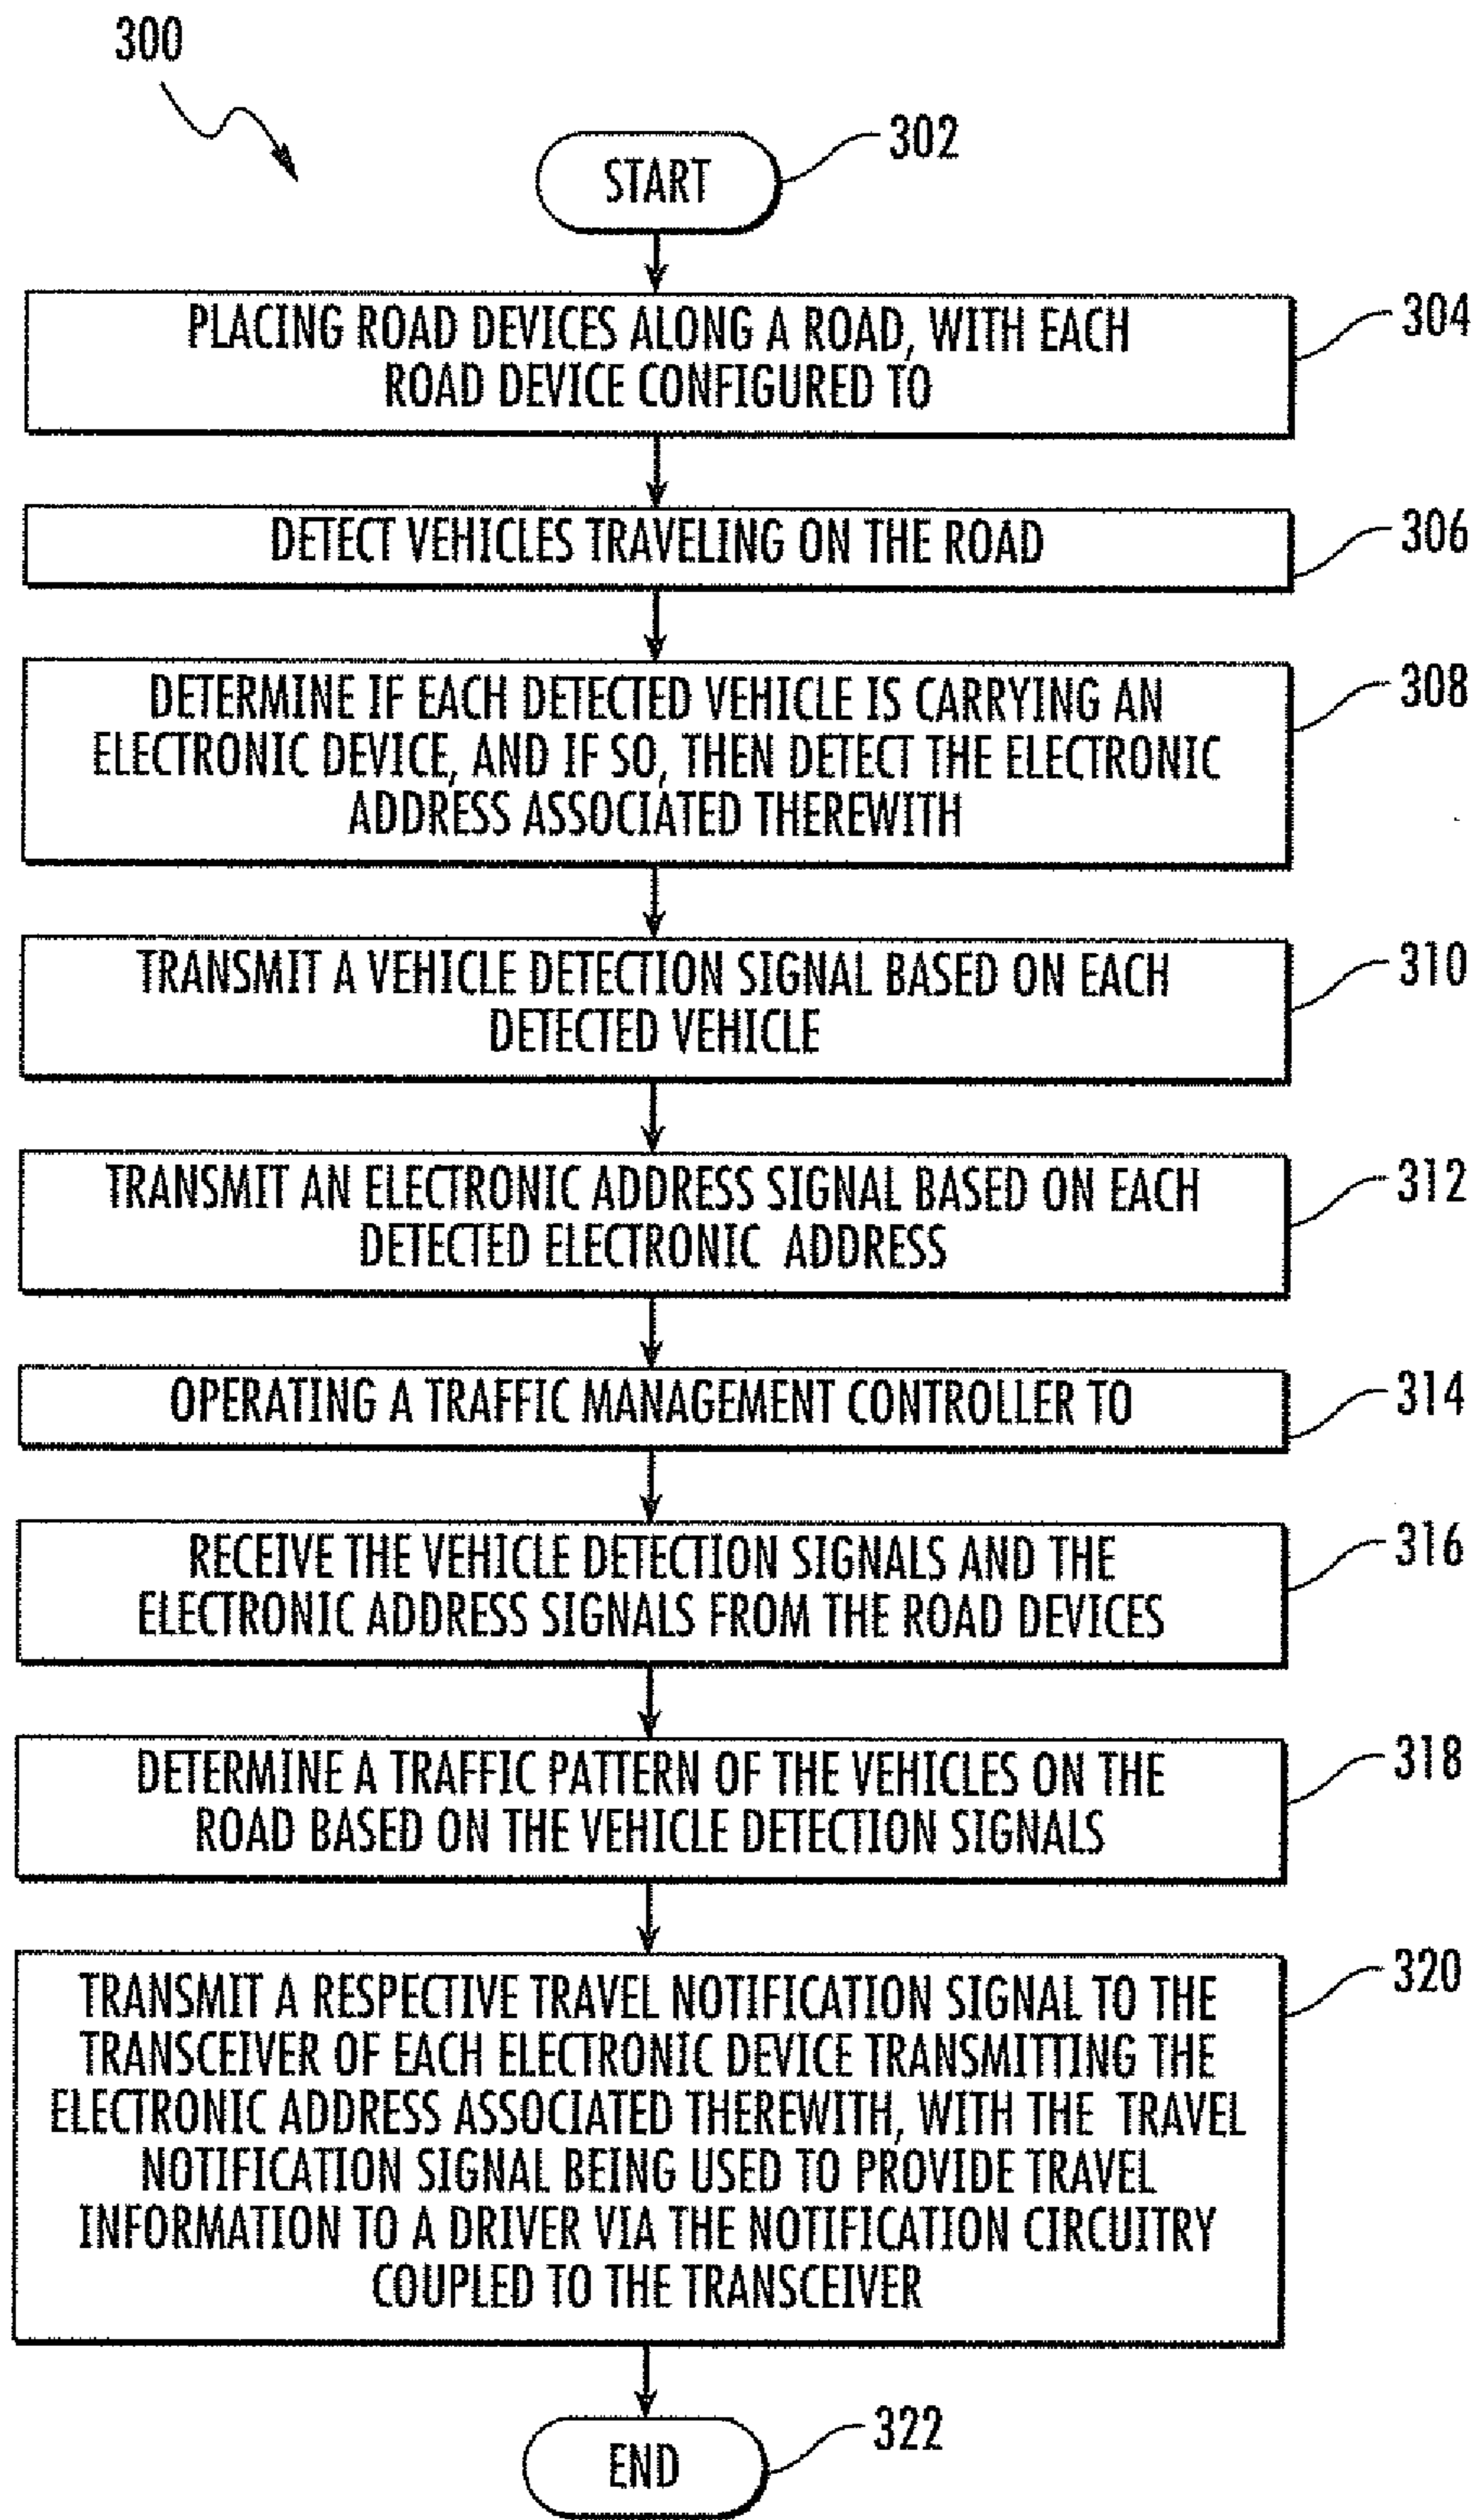 300
START
302
PLACING ROAD DEVICES ALONG A ROAD, WITH EACH
ROAD DEVICE CONFIGURED TO
304
DETECT VEHICLES TRAVELING ON THE ROAD
306
DETERMINE IF EACH DETECTED VEHICLE IS CARRYING AN
ELECTRONIC DEVICE, AND IF SO, THEN DETECT THE ELECTRONIC
ADDRESS ASSOCIATED THEREWITH
308
TRANSMIT A VEHICLE DETECTION SIGNAL BASED ON EACH
DETECTED VEHICLE
310
TRANSMIT AN ELECTRONIC ADDRESS SIGNAL BASED ON EACH
DETECTED ELECTRONIC ADDRESS
312
OPERATING A TRAFFIC MANAGEMENT CONTROLLER TO
314
RECEIVE THE VEHICLE DETECTION SIGNALS AND THE
ELECTRONIC ADDRESS SIGNALS FROM THE ROAD DEVICES
316
DETERMINE A TRAFFIC PATTERN OF THE VEHICLES ON THE
ROAD BASED ON THE VEHICLE DETECTION SIGNALS
318
TRANSMIT A RESPECTIVE TRAVEL NOTIFICATION SIGNAL TO THE
TRANSCEIVER OF EACH ELECTRONIC DEVICE TRANSMITTING THE
ELECTRONIC ADDRESS ASSOCIATED THEREWITH, WITH THE TRAVEL
NOTIFICATION SIGNAL BEING USED TO PROVIDE TRAVEL
INFORMATION TO A DRIVER VIA THE NOTIFICATION CIRCUITRY
COUPLED TO THE TRANSCEIVER
320
END
322